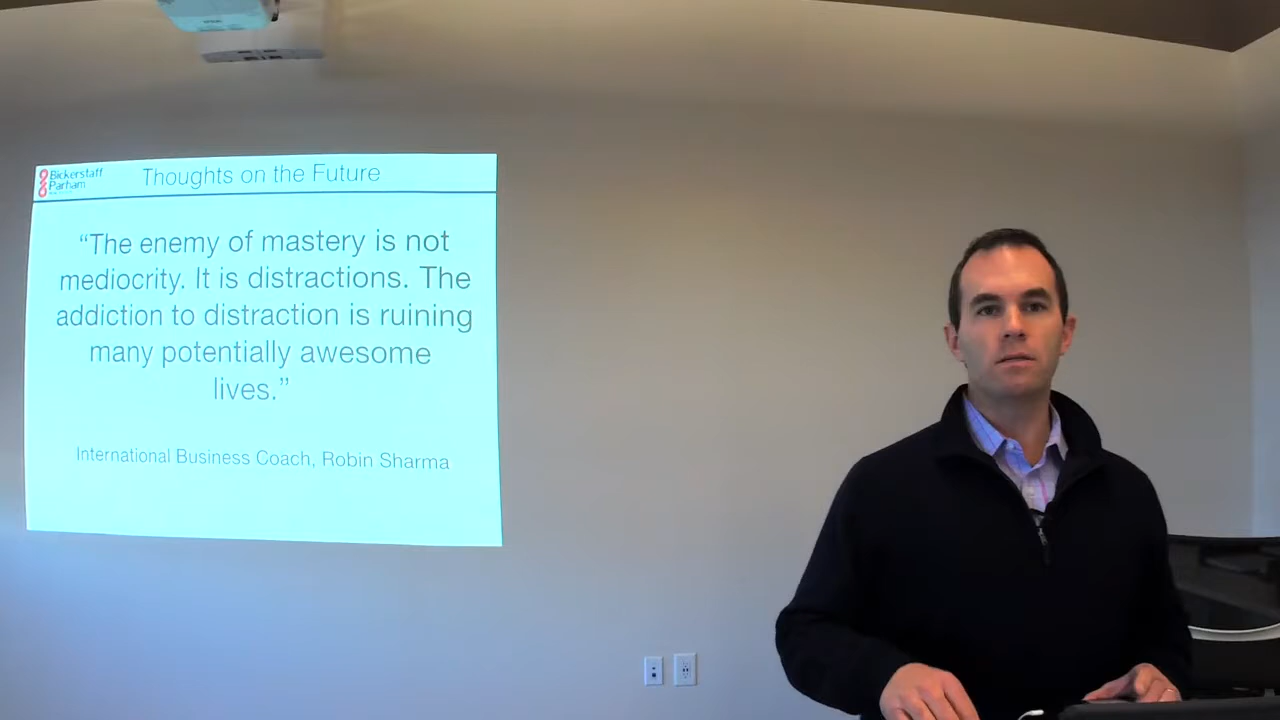 Bickerstaff
Parham
Thoughts on the Future
“The enemy of mastery is not
mediocrity. It is distractions. The
addiction to distraction is ruining
many potentially awesome
lives.”
International Business Coach, Robin Sharma